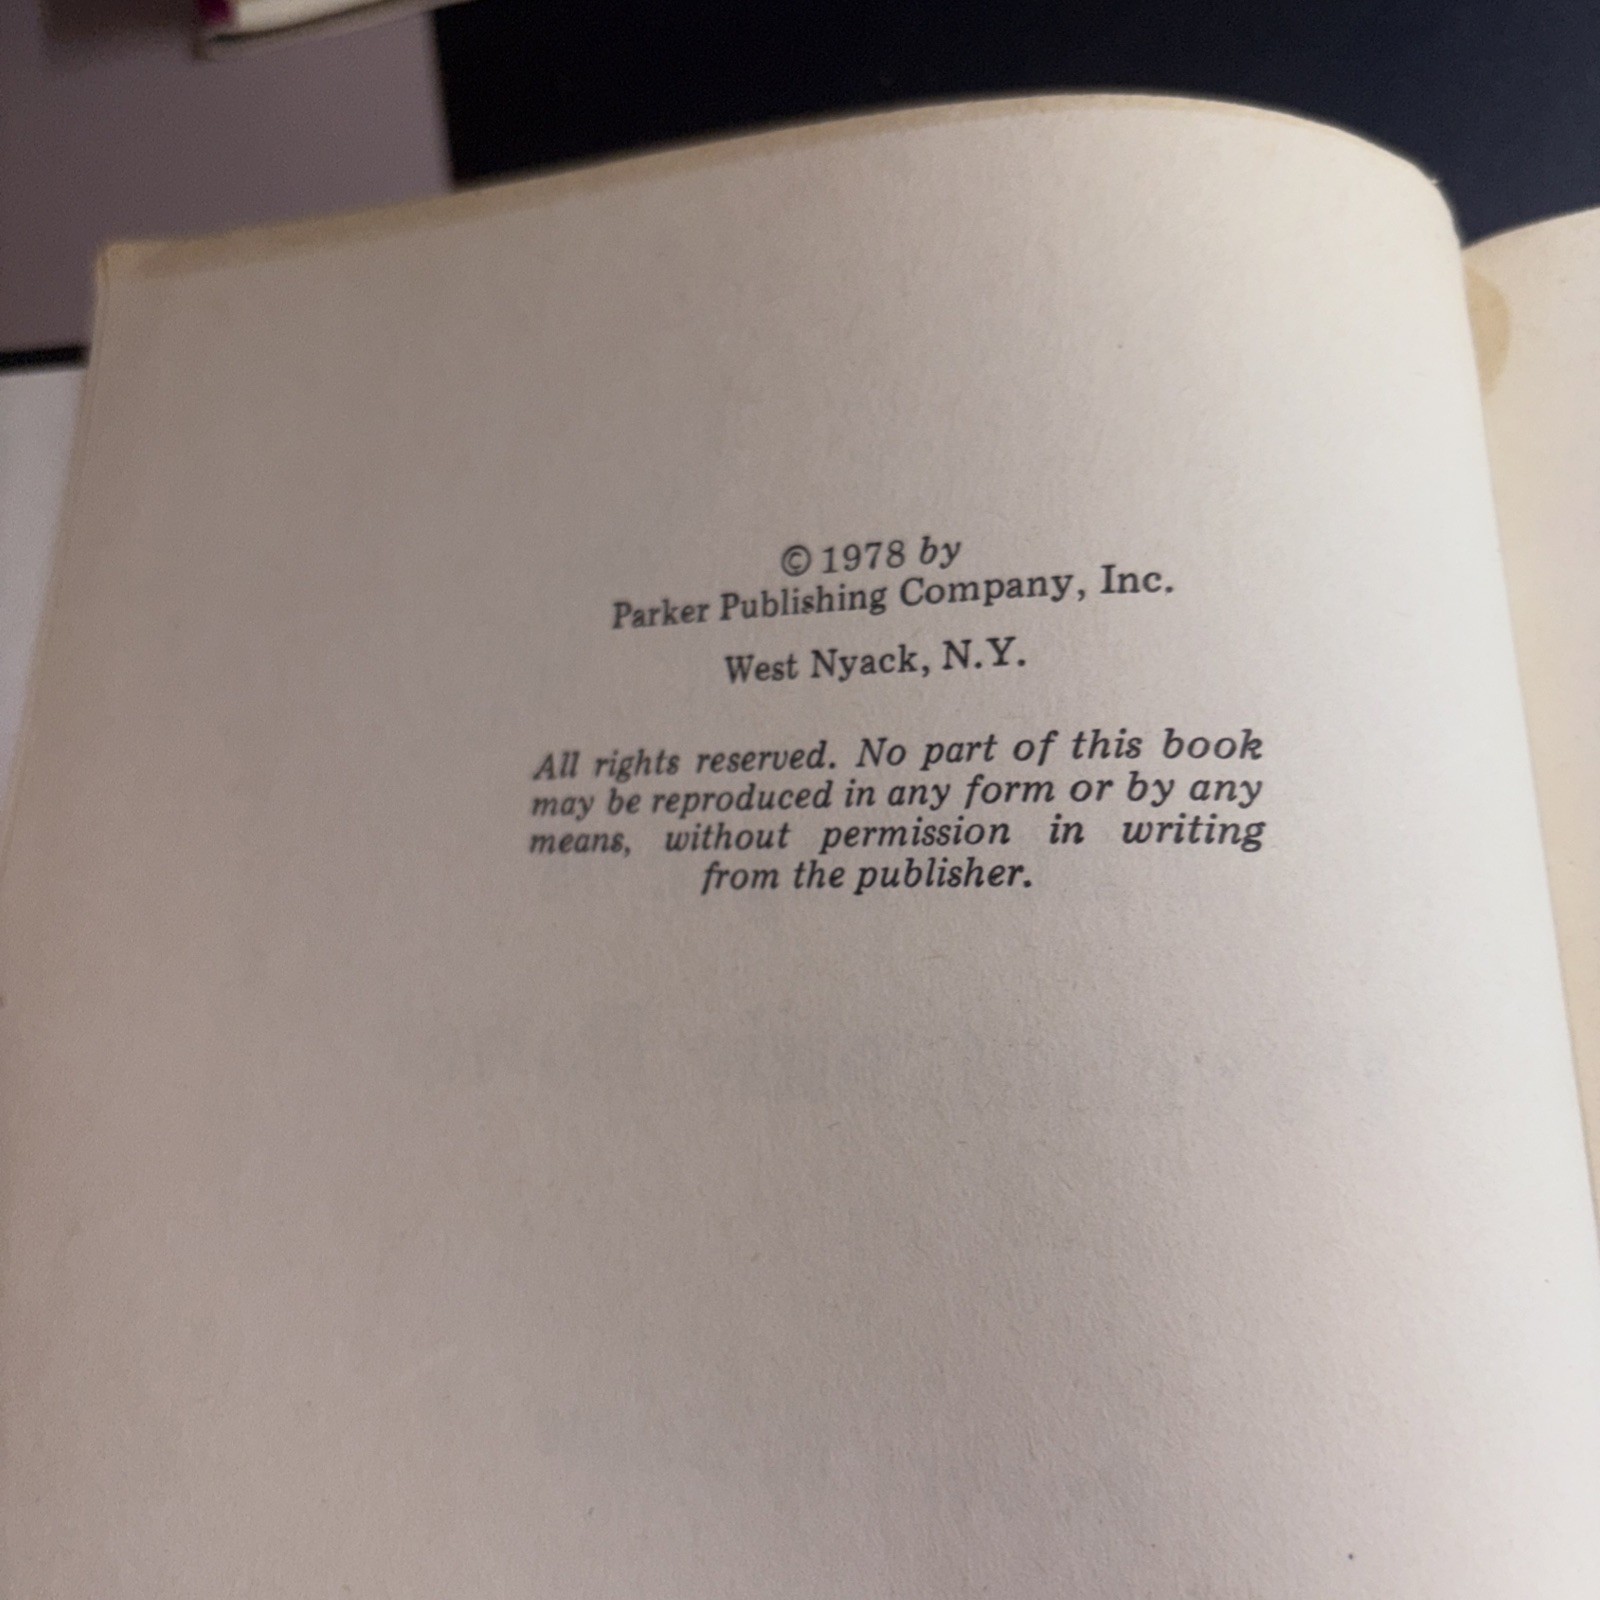 © 1978 by
Parker Publishing Company, Inc.
West Nyack, N.Y.
All rights reserved. No part of this book
may be reproduced in any form or by any
means, without permission in writing
from the publisher.